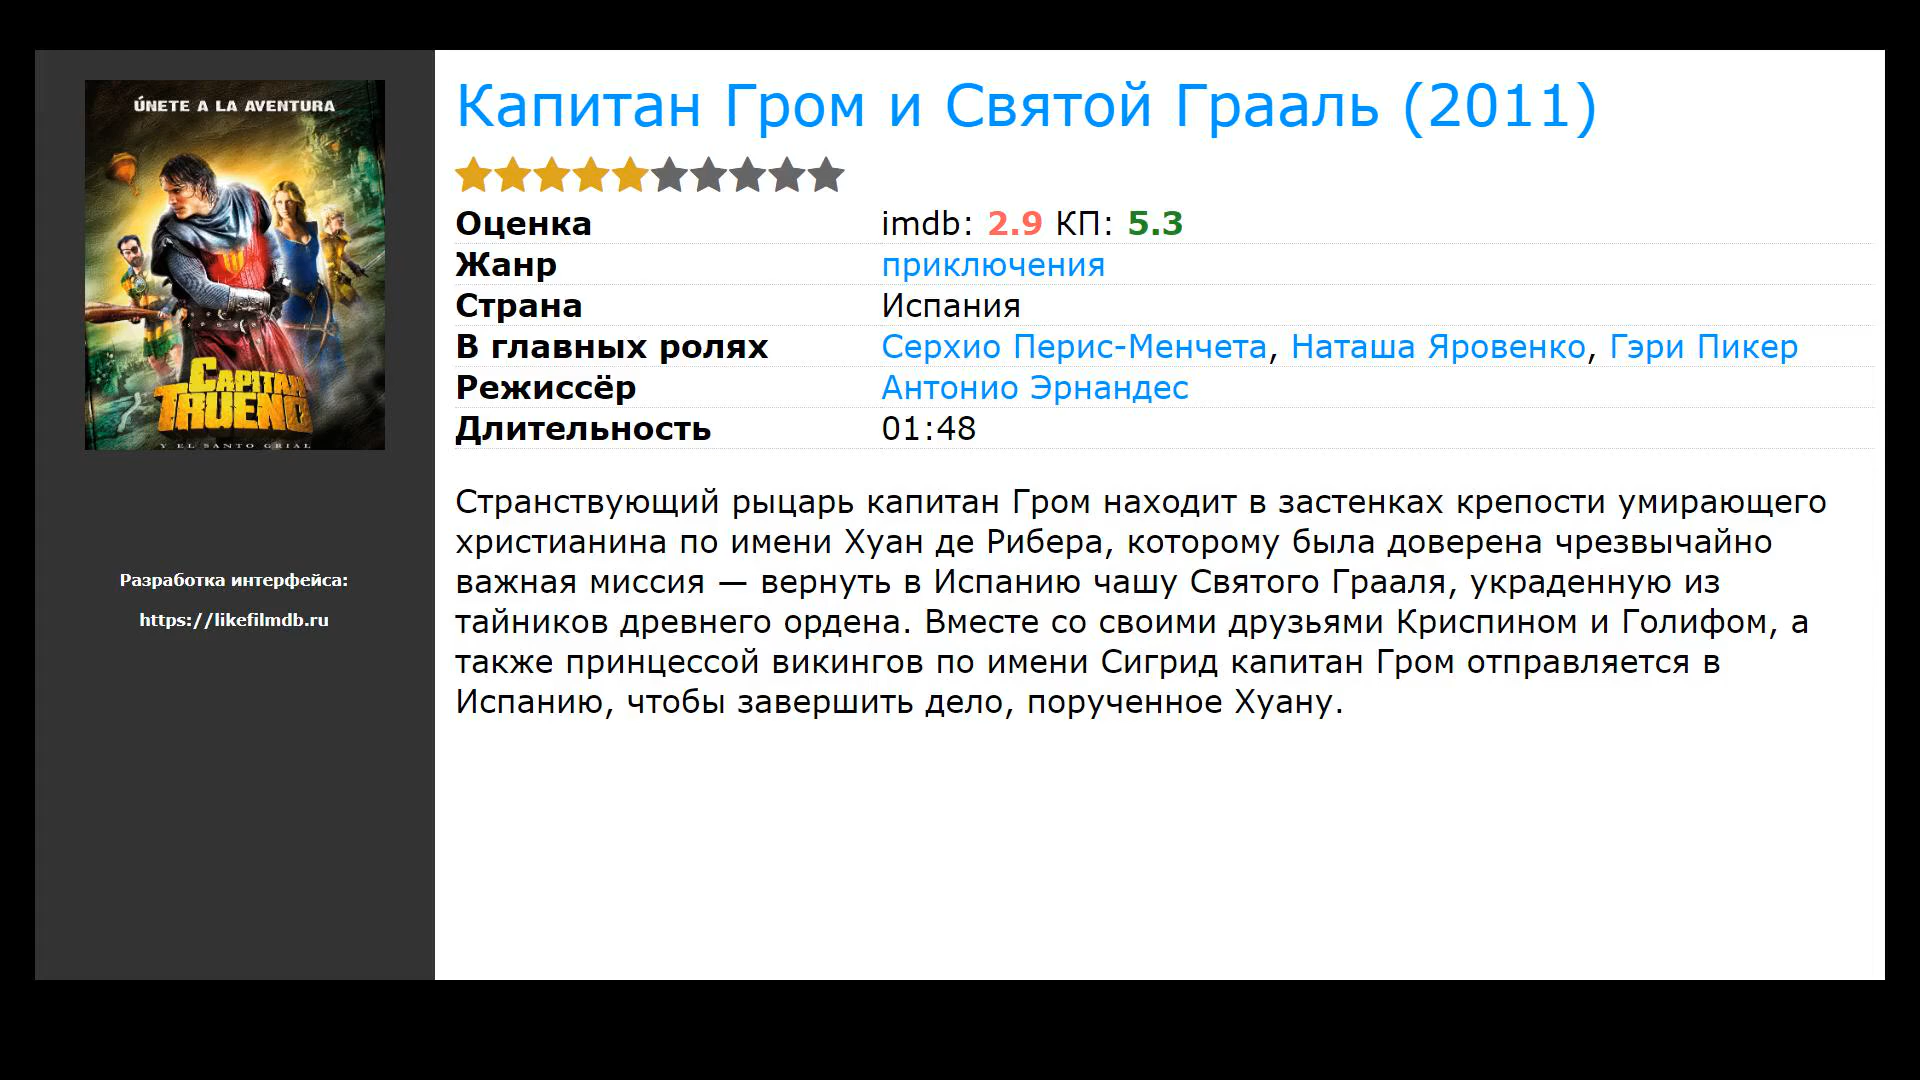 ÚNETE A LA AVENTURA
CAPITÁN
TRUENO
Y EL SANTO GRIAL
Разработка интерфейса:
https://likefilmdb.ru
Капитан Гром и Святой Грааль (2011)
Оценка imdb: 2.9 КП: 5.3
Жанр приключения
Страна Испания
В главных ролях Серхио Перис-Менчета, Наташа Яровенко, Гэри Пикер
Режиссёр Антонио Эрнандес
Длительность 01:48
Странствующий рыцарь капитан Гром находит в застенках крепости умирающего
христианина по имени Хуан де Рибера, которому была доверена чрезвычайно
важная миссия — вернуть в Испанию чашу Святого Грааля, украденную из
тайников древнего ордена. Вместе со своими друзьями Криспином и Голифом, а
также принцессой викингов по имени Сигрид капитан Гром отправляется в
Испанию, чтобы завершить дело, порученное Хуану.